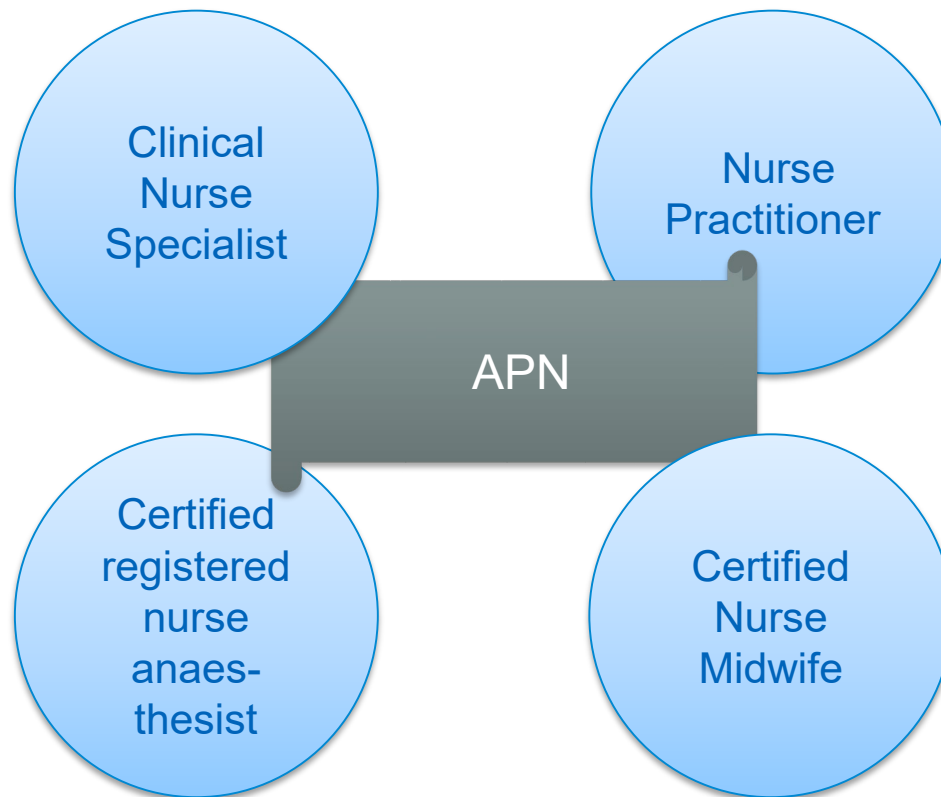 Clinical
Nurse
Specialist
Nurse
Practitioner
APN
Certified
registered
nurse
anaes-
thesist
Certified
Nurse
Midwife